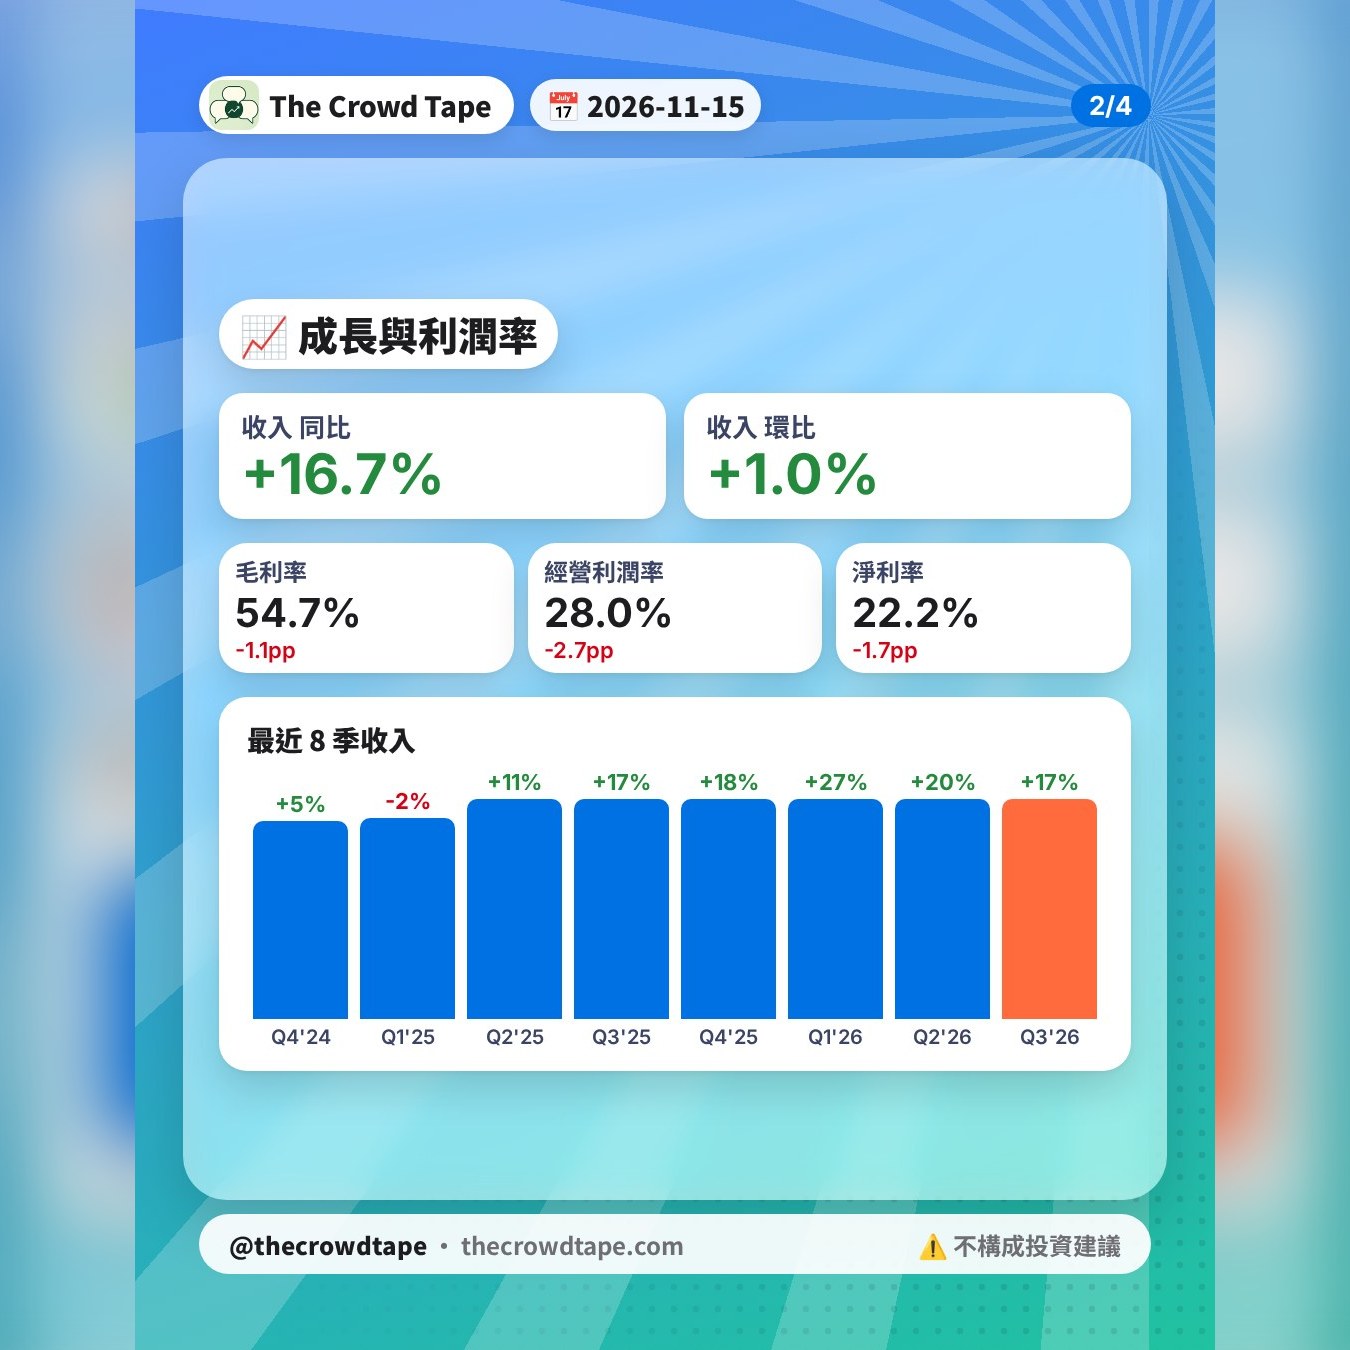 The Crowd Tape
July
17
2026-11-15
2/4
成長與利潤率
收入 同比
+16.7%
收入 環比
+1.0%
毛利率
54.7%
-1.1pp
經營利潤率
28.0%
-2.7pp
淨利率
22.2%
-1.7pp
最近 8 季收入
+5% -2% +11% +17% +18% +27% +20% +17%
Q4'24 Q1'25 Q2'25 Q3'25 Q4'25 Q1'26 Q2'26 Q3'26
@thecrowdtape • thecrowdtape.com
不構成投資建議